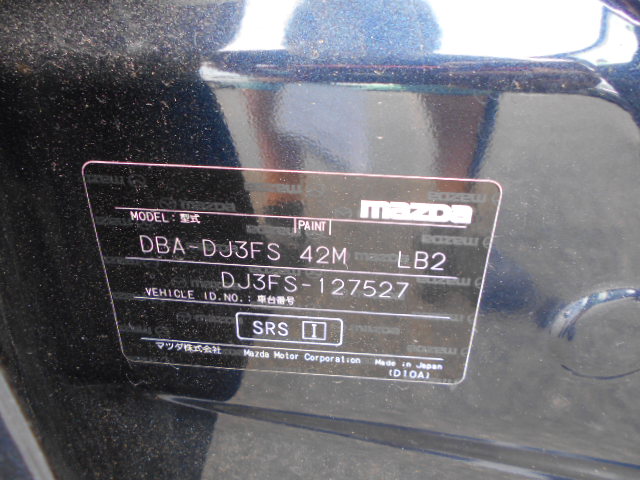 mazda
MODEL: 型式 PAINT
DBA-DJ3FS 42M LB2
DJ3FS-127527
VEHICLE ID.NO.: 車台番号
SRS I
マツダ株式会社 Mazda Motor Corporation Made in Japan
(D10A)